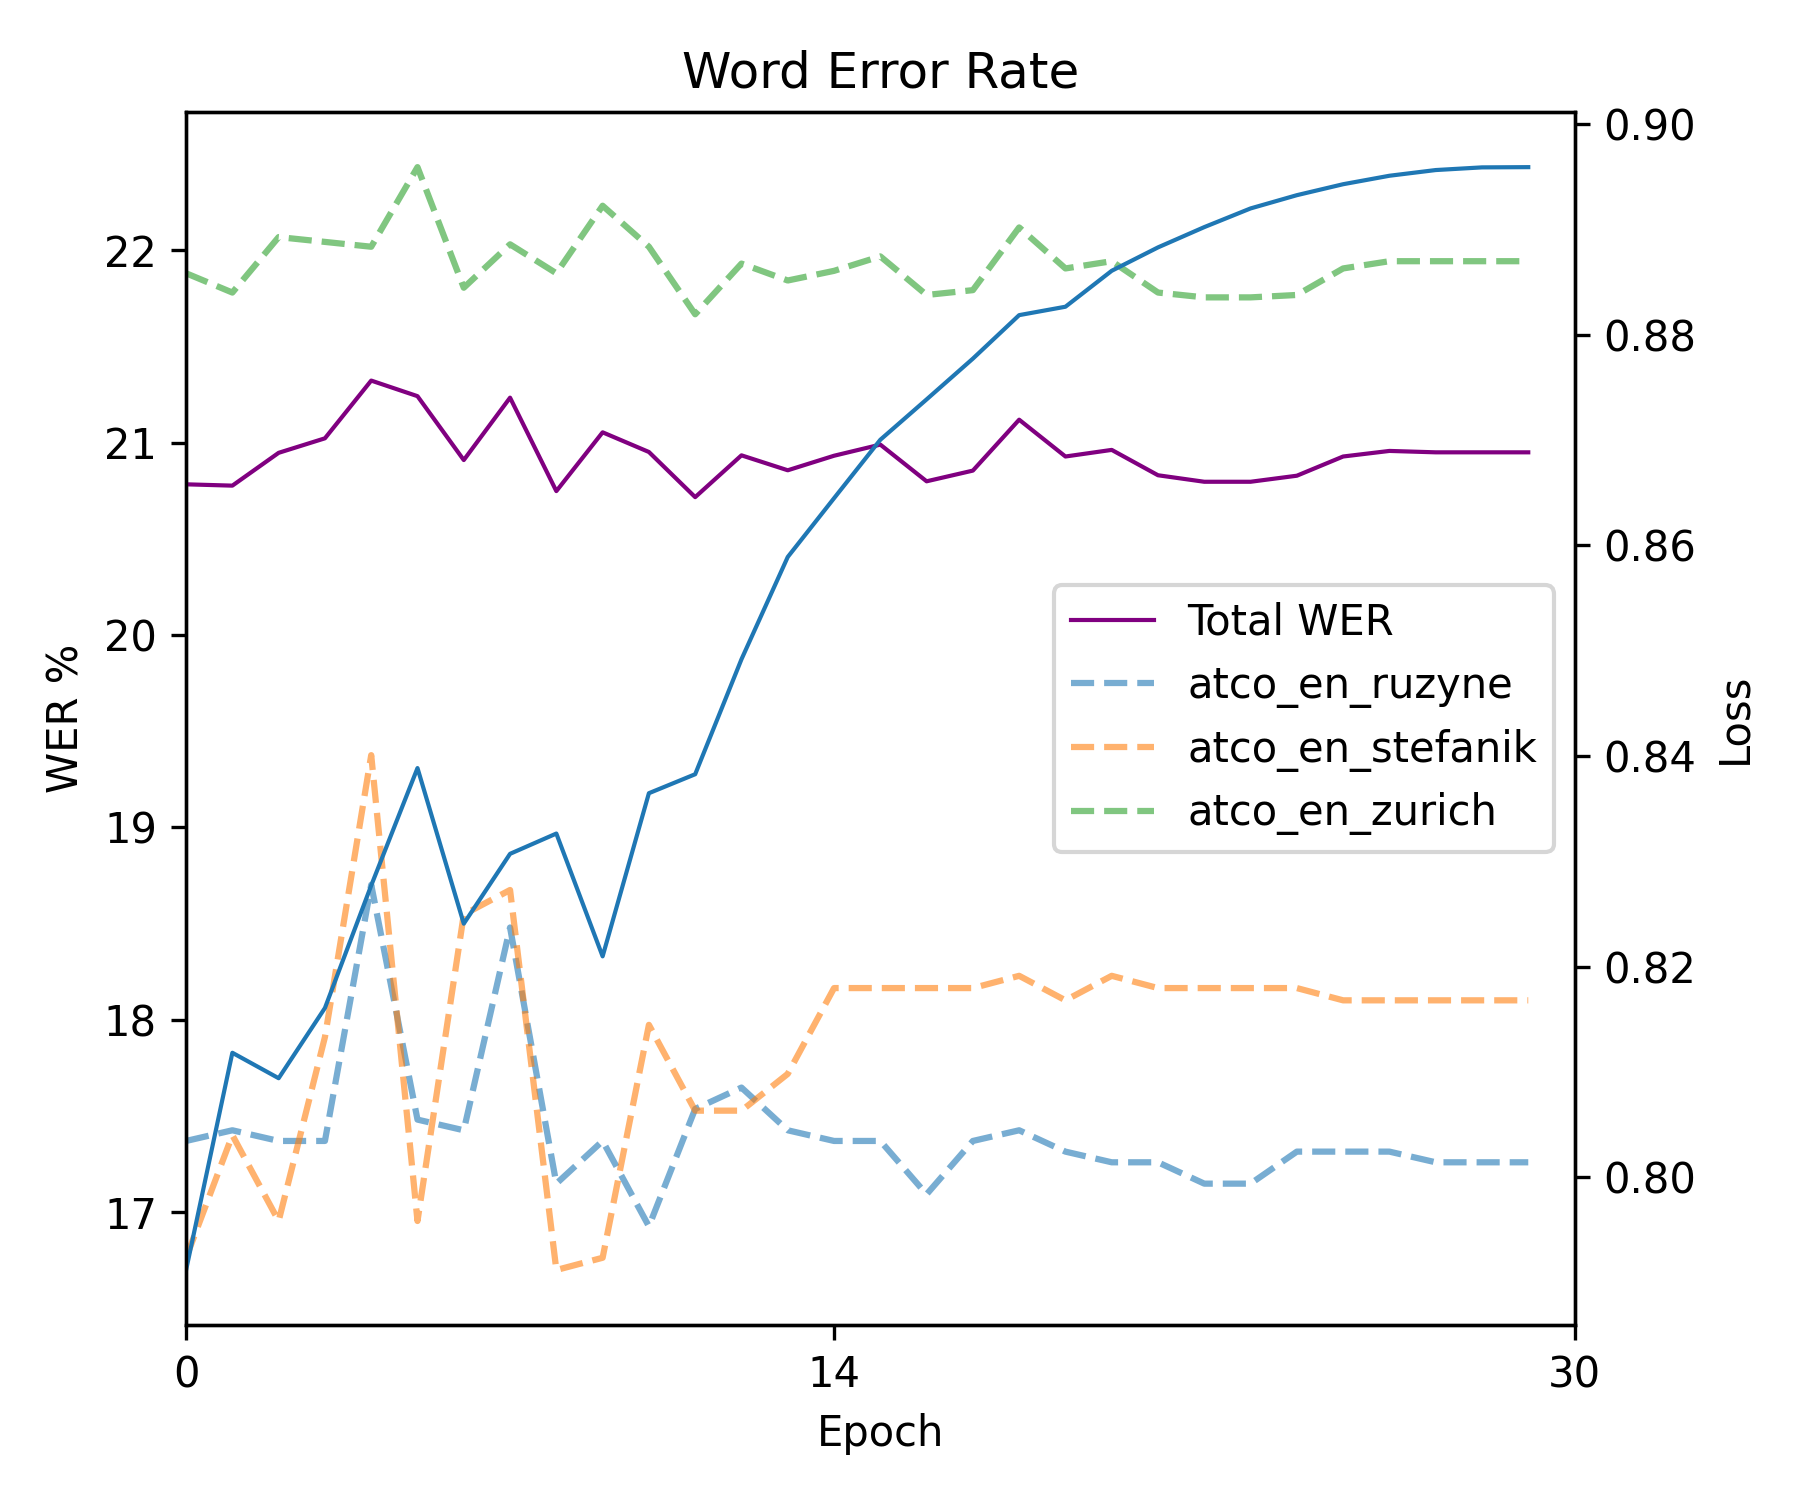 Word Error Rate
22
21
20
19
18
17
WER %
0.90
0.88
0.86
0.84
0.82
0.80
Loss
Total WER
atco_en_ruzyne
atco_en_stefanik
atco_en_zurich
0
14
30
Epoch